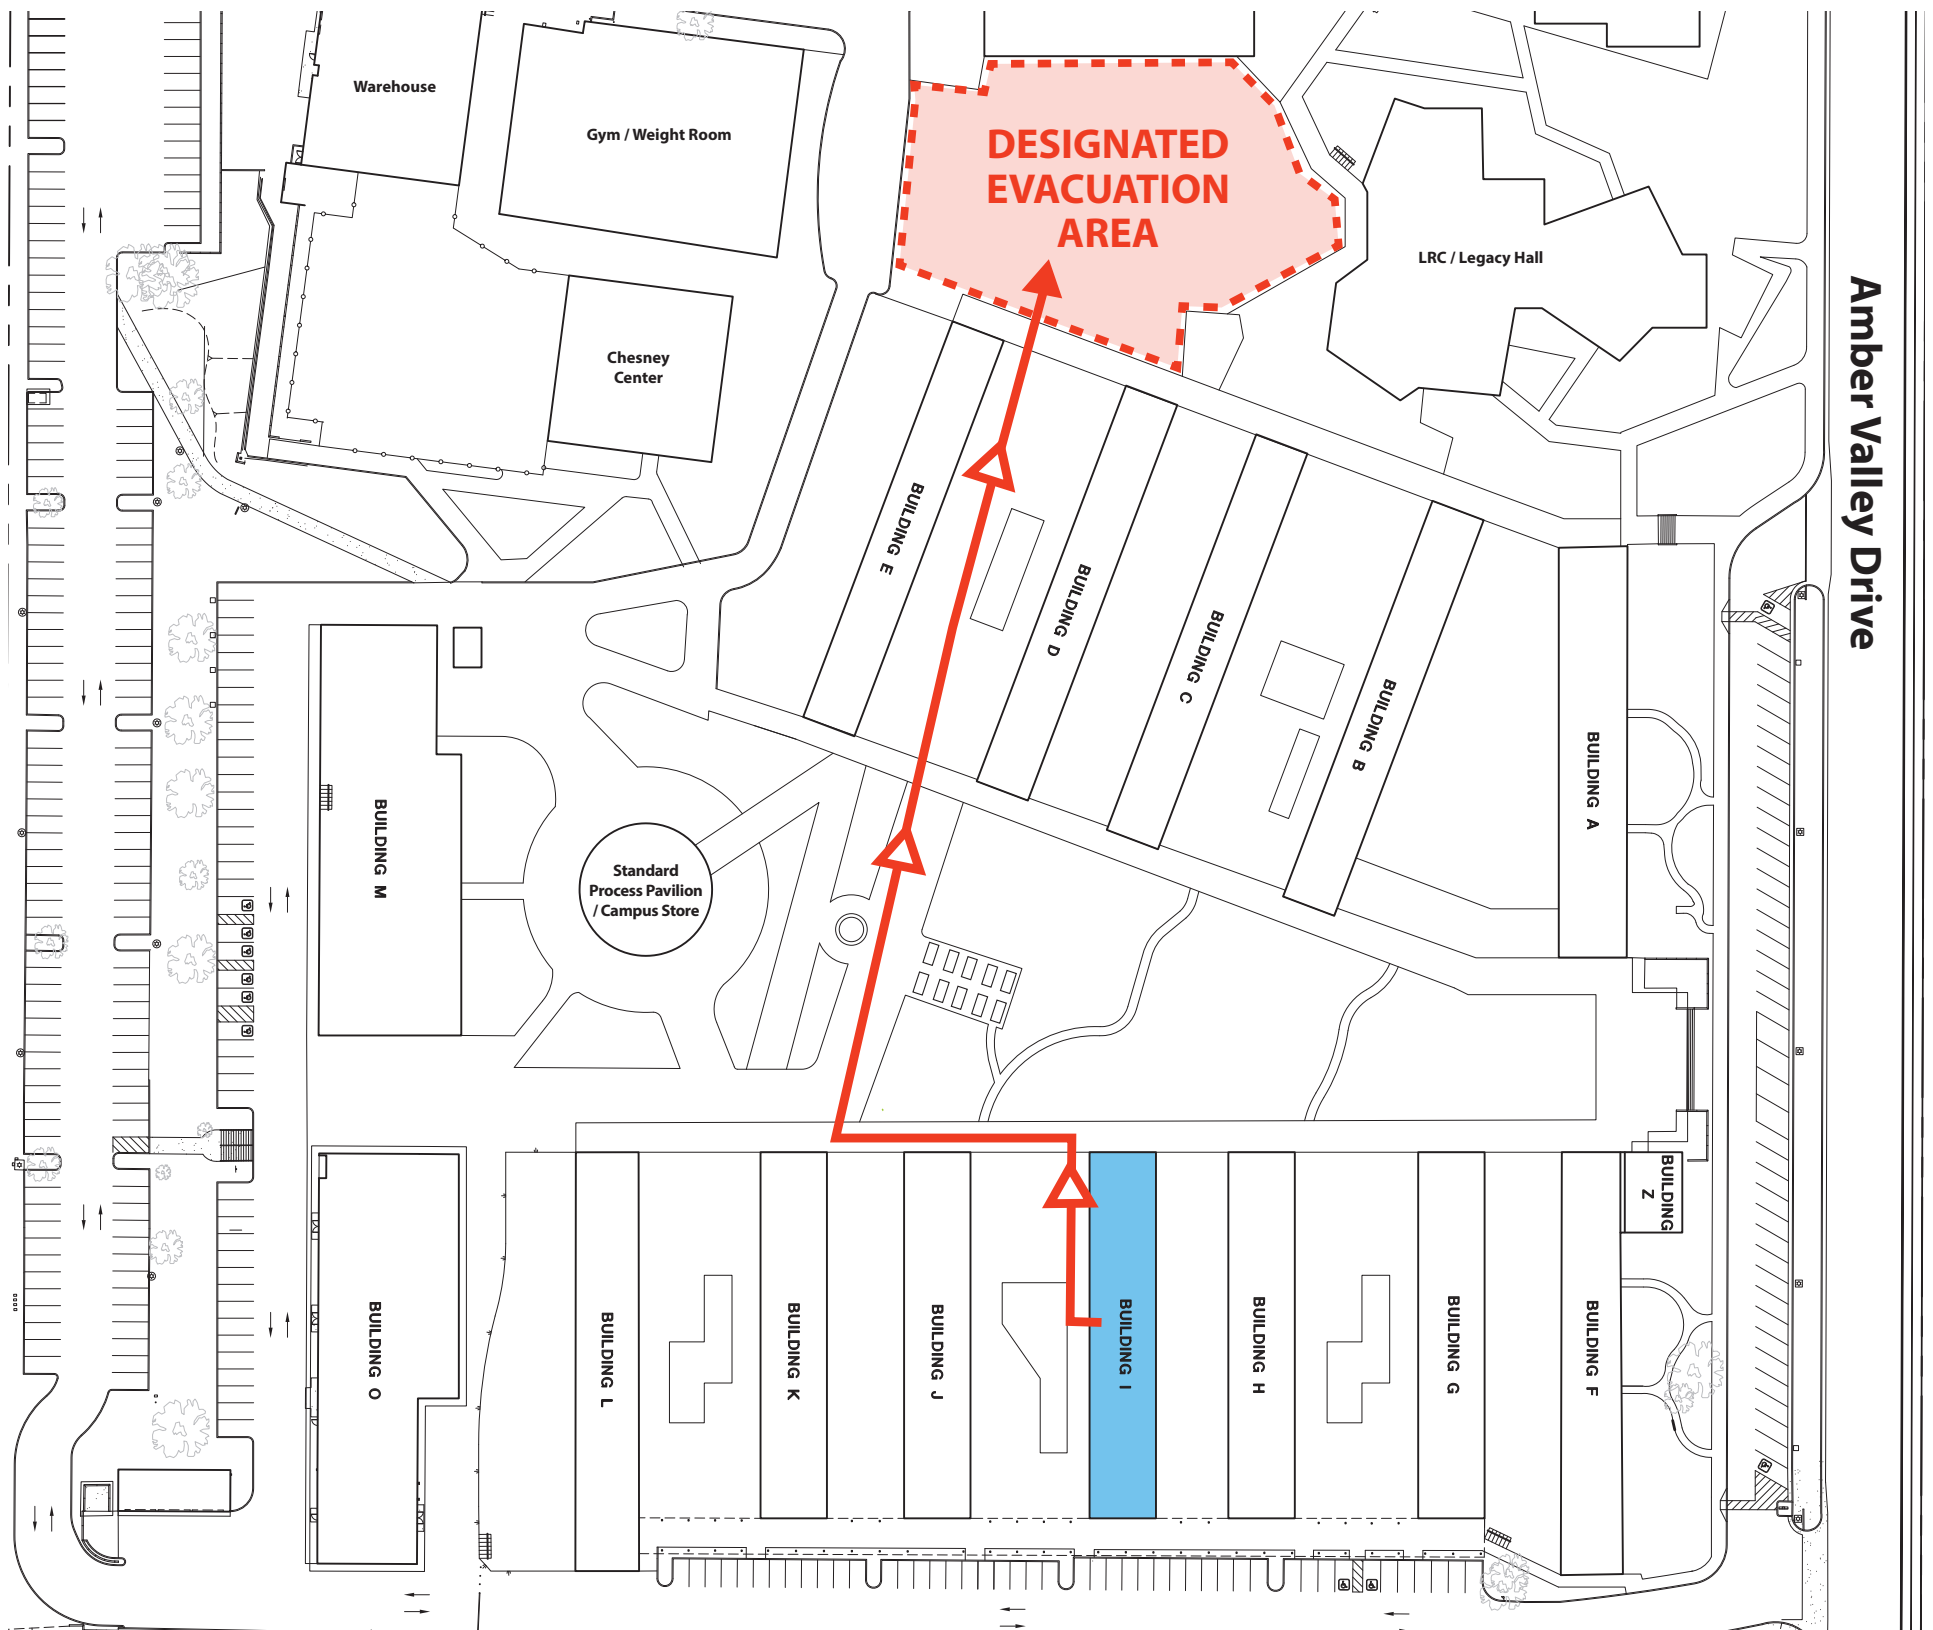 Warehouse
Gym / Weight Room
DESIGNATED
EVACUATION
AREA
LRC / Legacy Hall
Amber Valley Drive
Chesney
Center
BUILDING E
BUILDING D
BUILDING C
BUILDING B
BUILDING A
BUILDING M
Standard
Process Pavilion
/ Campus Store
BUILDING Z
BUILDING O
BUILDING L
BUILDING K
BUILDING J
BUILDING I
BUILDING H
BUILDING G
BUILDING F